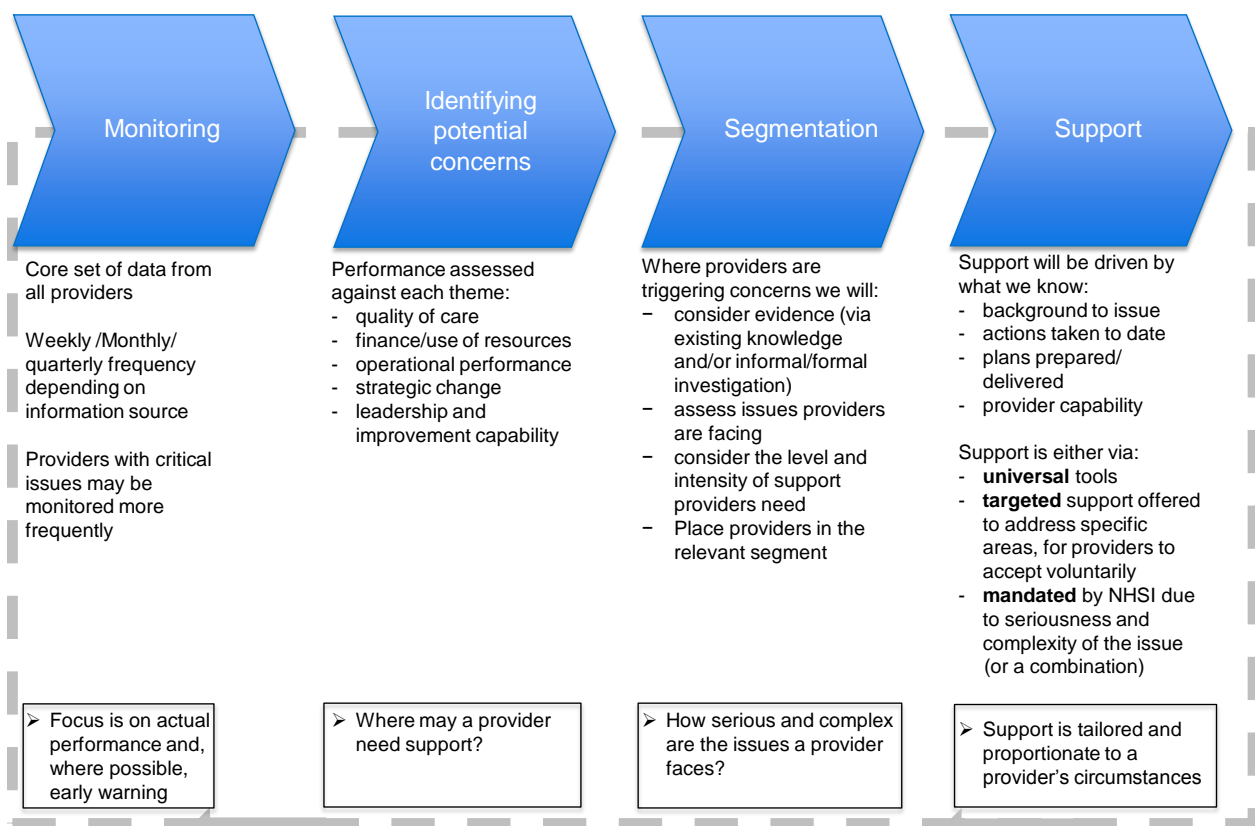 Monitoring
Identifying
potential
concerns
Segmentation
Support
Core set of data from
all providers
Weekly /Monthly/
quarterly frequency
depending on
information source
Providers with critical
issues may be
monitored more
frequently
Performance assessed
against each theme:
- quality of care
- finance/use of resources
- operational performance
- strategic change
- leadership and
improvement capability
Where providers are
triggering concerns we will:
− consider evidence (via
existing knowledge
and/or informal/formal
investigation)
− assess issues providers
are facing
− consider the level and
intensity of support
providers need
− Place providers in the
relevant segment
Support will be driven by
what we know:
- background to issue
- actions taken to date
- plans prepared/
delivered
- provider capability
Support is either via:
- universal tools
- targeted support offered
to address specific
areas, for providers to
accept voluntarily
- mandated by NHSI due
to seriousness and
complexity of the issue
(or a combination)
➢ Focus is on actual
performance and,
where possible,
early warning
➢ Where may a provider
need support?
➢ How serious and complex
are the issues a provider
faces?
➢ Support is tailored and
proportionate to a
provider’s circumstances